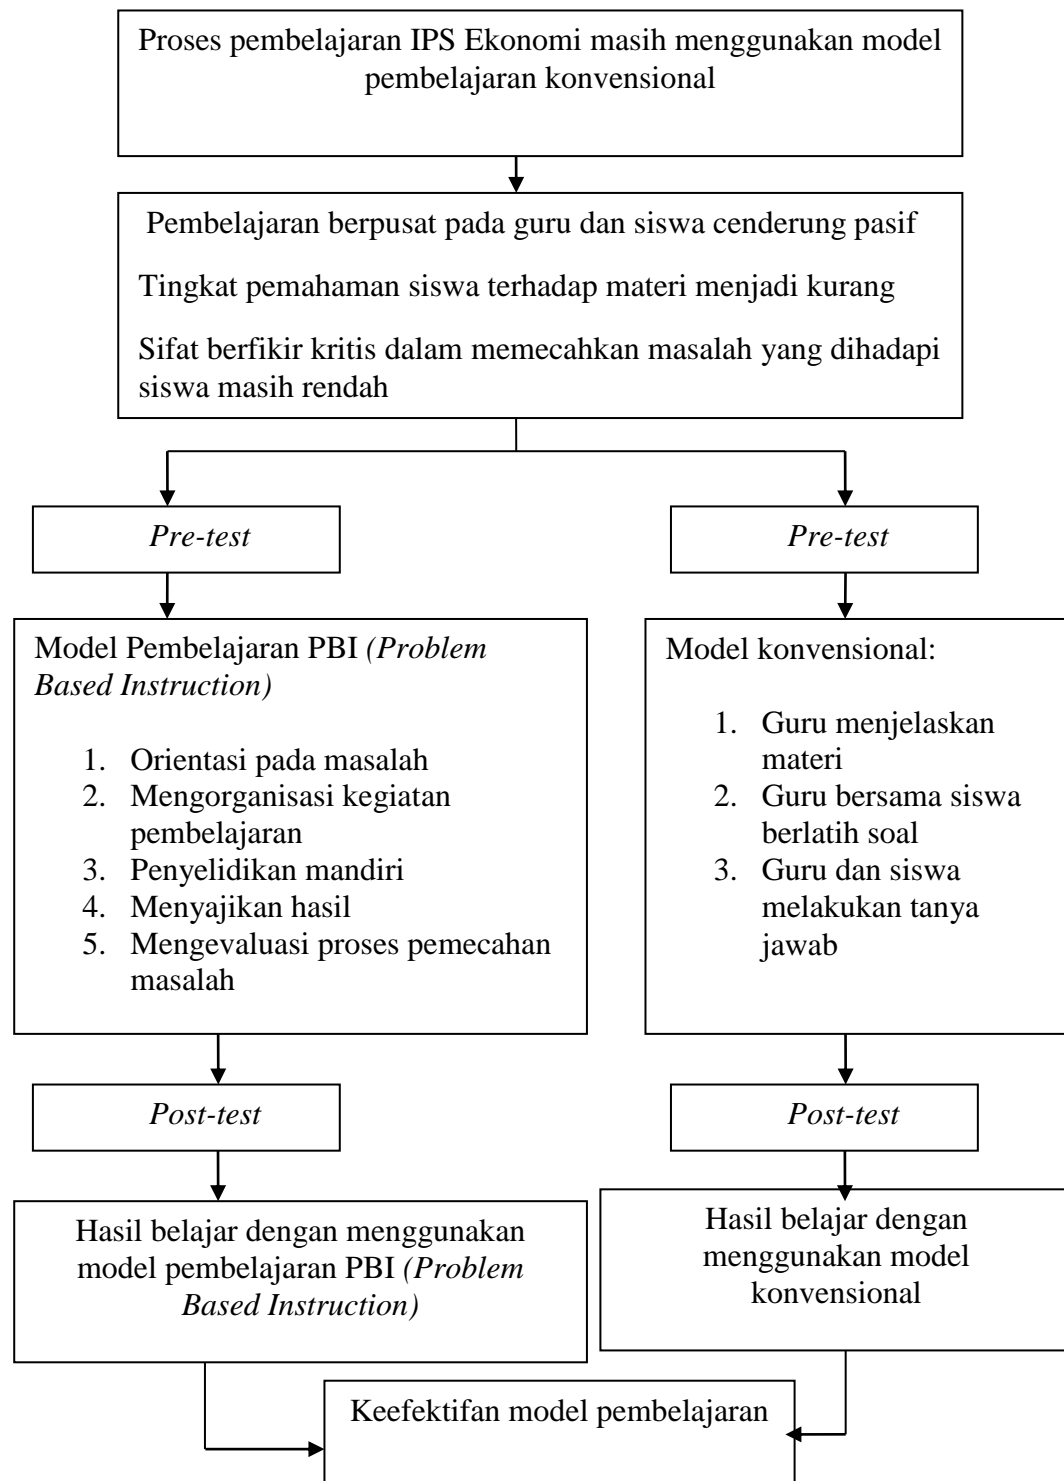 Proses pembelajaran IPS Ekonomi masih menggunakan model
pembelajaran konvensional
Pembelajaran berpusat pada guru dan siswa cenderung pasif
Tingkat pemahaman siswa terhadap materi menjadi kurang
Sifat berfikir kritis dalam memecahkan masalah yang dihadapi
siswa masih rendah
Pre-test
Pre-test
Model Pembelajaran PBI (Problem
Based Instruction)
1. Orientasi pada masalah
2. Mengorganisasi kegiatan
pembelajaran
3. Penyelidikan mandiri
4. Menyajikan hasil
5. Mengevaluasi proses pemecahan
masalah
Model konvensional:
1. Guru menjelaskan
materi
2. Guru bersama siswa
berlatih soal
3. Guru dan siswa
melakukan tanya
jawab
Post-test
Post-test
Hasil belajar dengan menggunakan
model pembelajaran PBI (Problem
Based Instruction)
Hasil belajar dengan
menggunakan model
konvensional
Keefektifan model pembelajaran